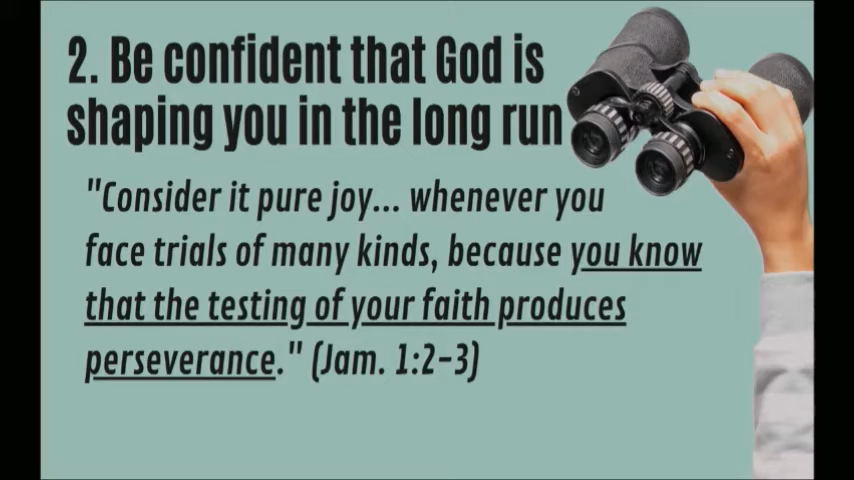 2. Be confident that God is
shaping you in the long run
"Consider it pure joy... whenever you
face trials of many kinds, because you know
that the testing of your faith produces
perseverance." (Jam. 1:2-3)